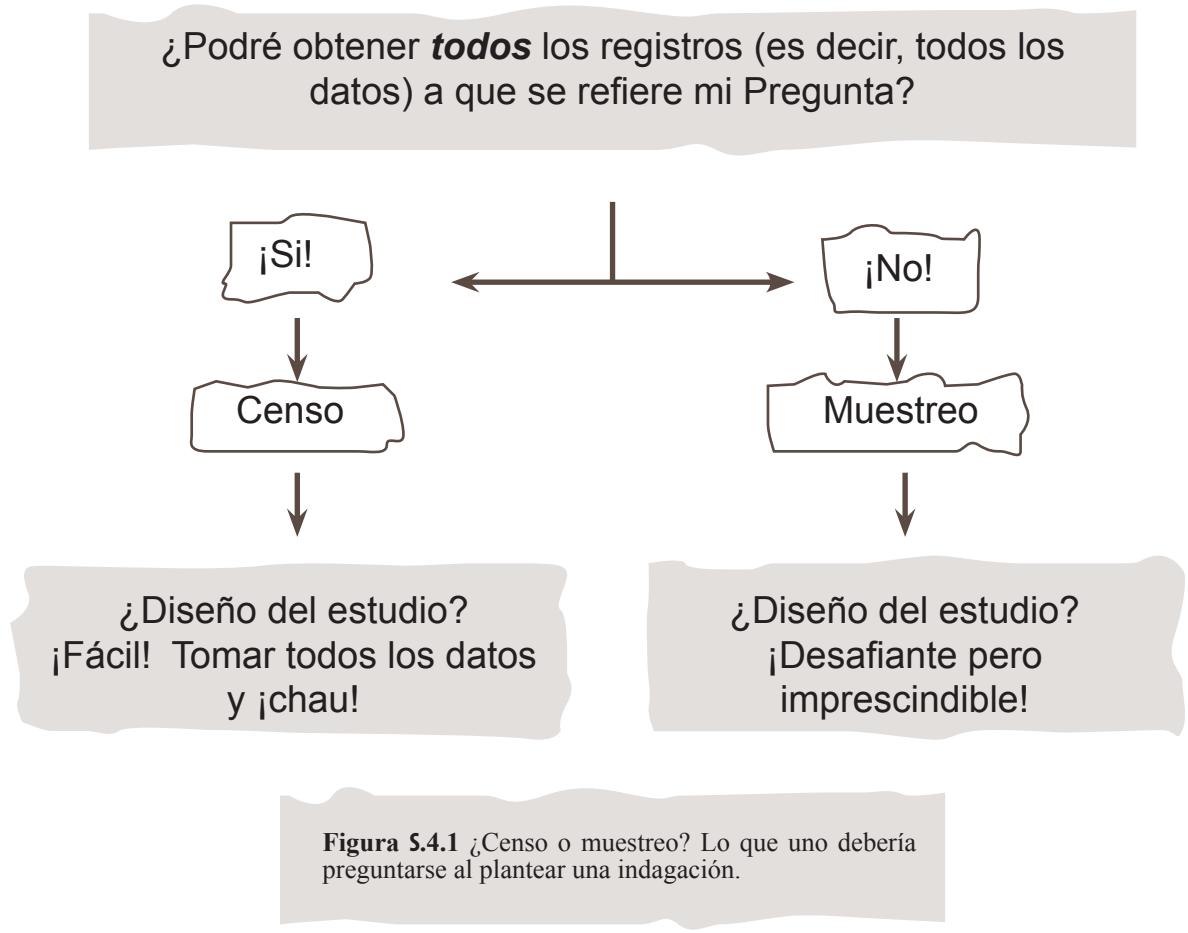 ¿Podré obtener todos los registros (es decir, todos los
datos) a que se refiere mi Pregunta?
¡Si!
¡No!
Censo
Muestreo
¿Diseño del estudio?
¡Fácil! Tomar todos los datos
y ¡chau!
¿Diseño del estudio?
¡Desafiante pero
imprescindible!
Figura S.4.1 ¿Censo o muestreo? Lo que uno debería
preguntarse al plantear una indagación.